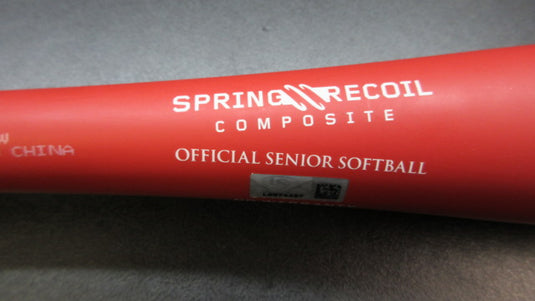 SPRING RECOIL
COMPOSITE
OFFICIAL SENIOR SOFTBALL
CHINA